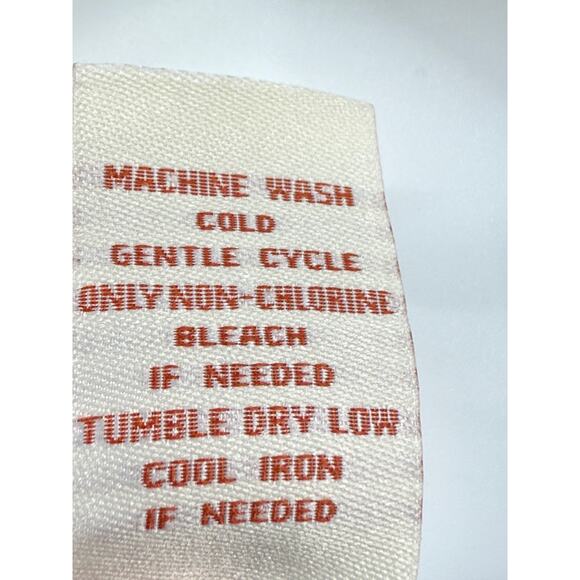 MACHINE WASH
COLD
GENTLE CYCLE
ONLY NON-CHLORINE
BLEACH
IF NEEDED
TUMBLE DRY LOW
COOL IRON
IF NEEDED